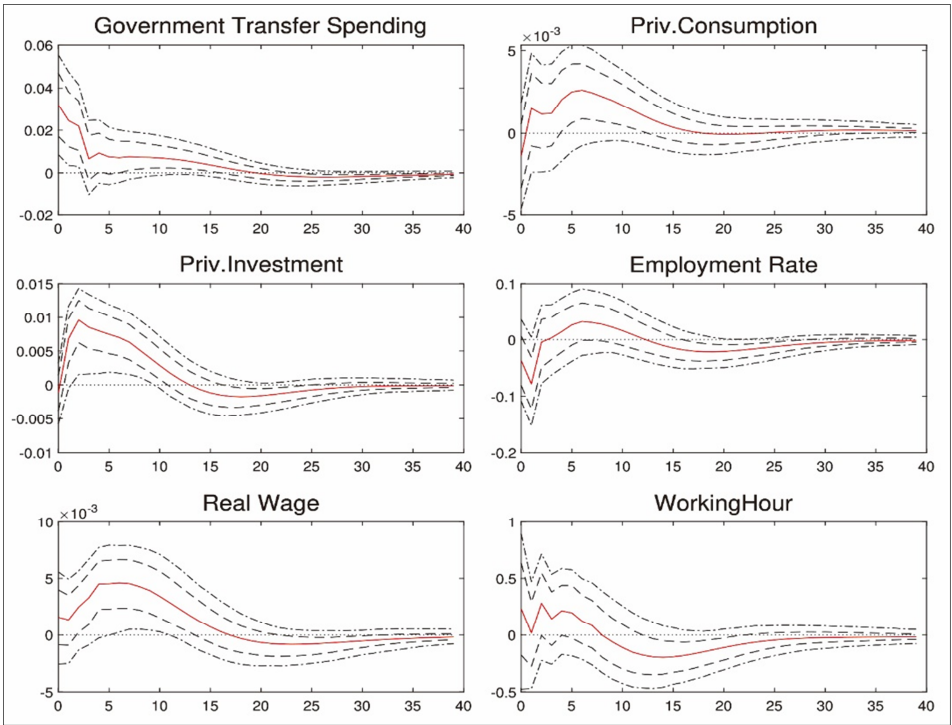 Government Transfer Spending
0.06
0.04
0.02
0
-0.02
0 5 10 15 20 25 30 35 40
Priv.Consumption
×10-3
5
0
-5
0 5 10 15 20 25 30 35 40
Priv.Investment
0.015
0.01
0.005
0
-0.005
-0.01
0 5 10 15 20 25 30 35 40
Employment Rate
0.1
0
-0.1
-0.2
0 5 10 15 20 25 30 35 40
Real Wage
×10-3
10
5
0
-5
0 5 10 15 20 25 30 35 40
WorkingHour
1
0.5
0
-0.5
0 5 10 15 20 25 30 35 40